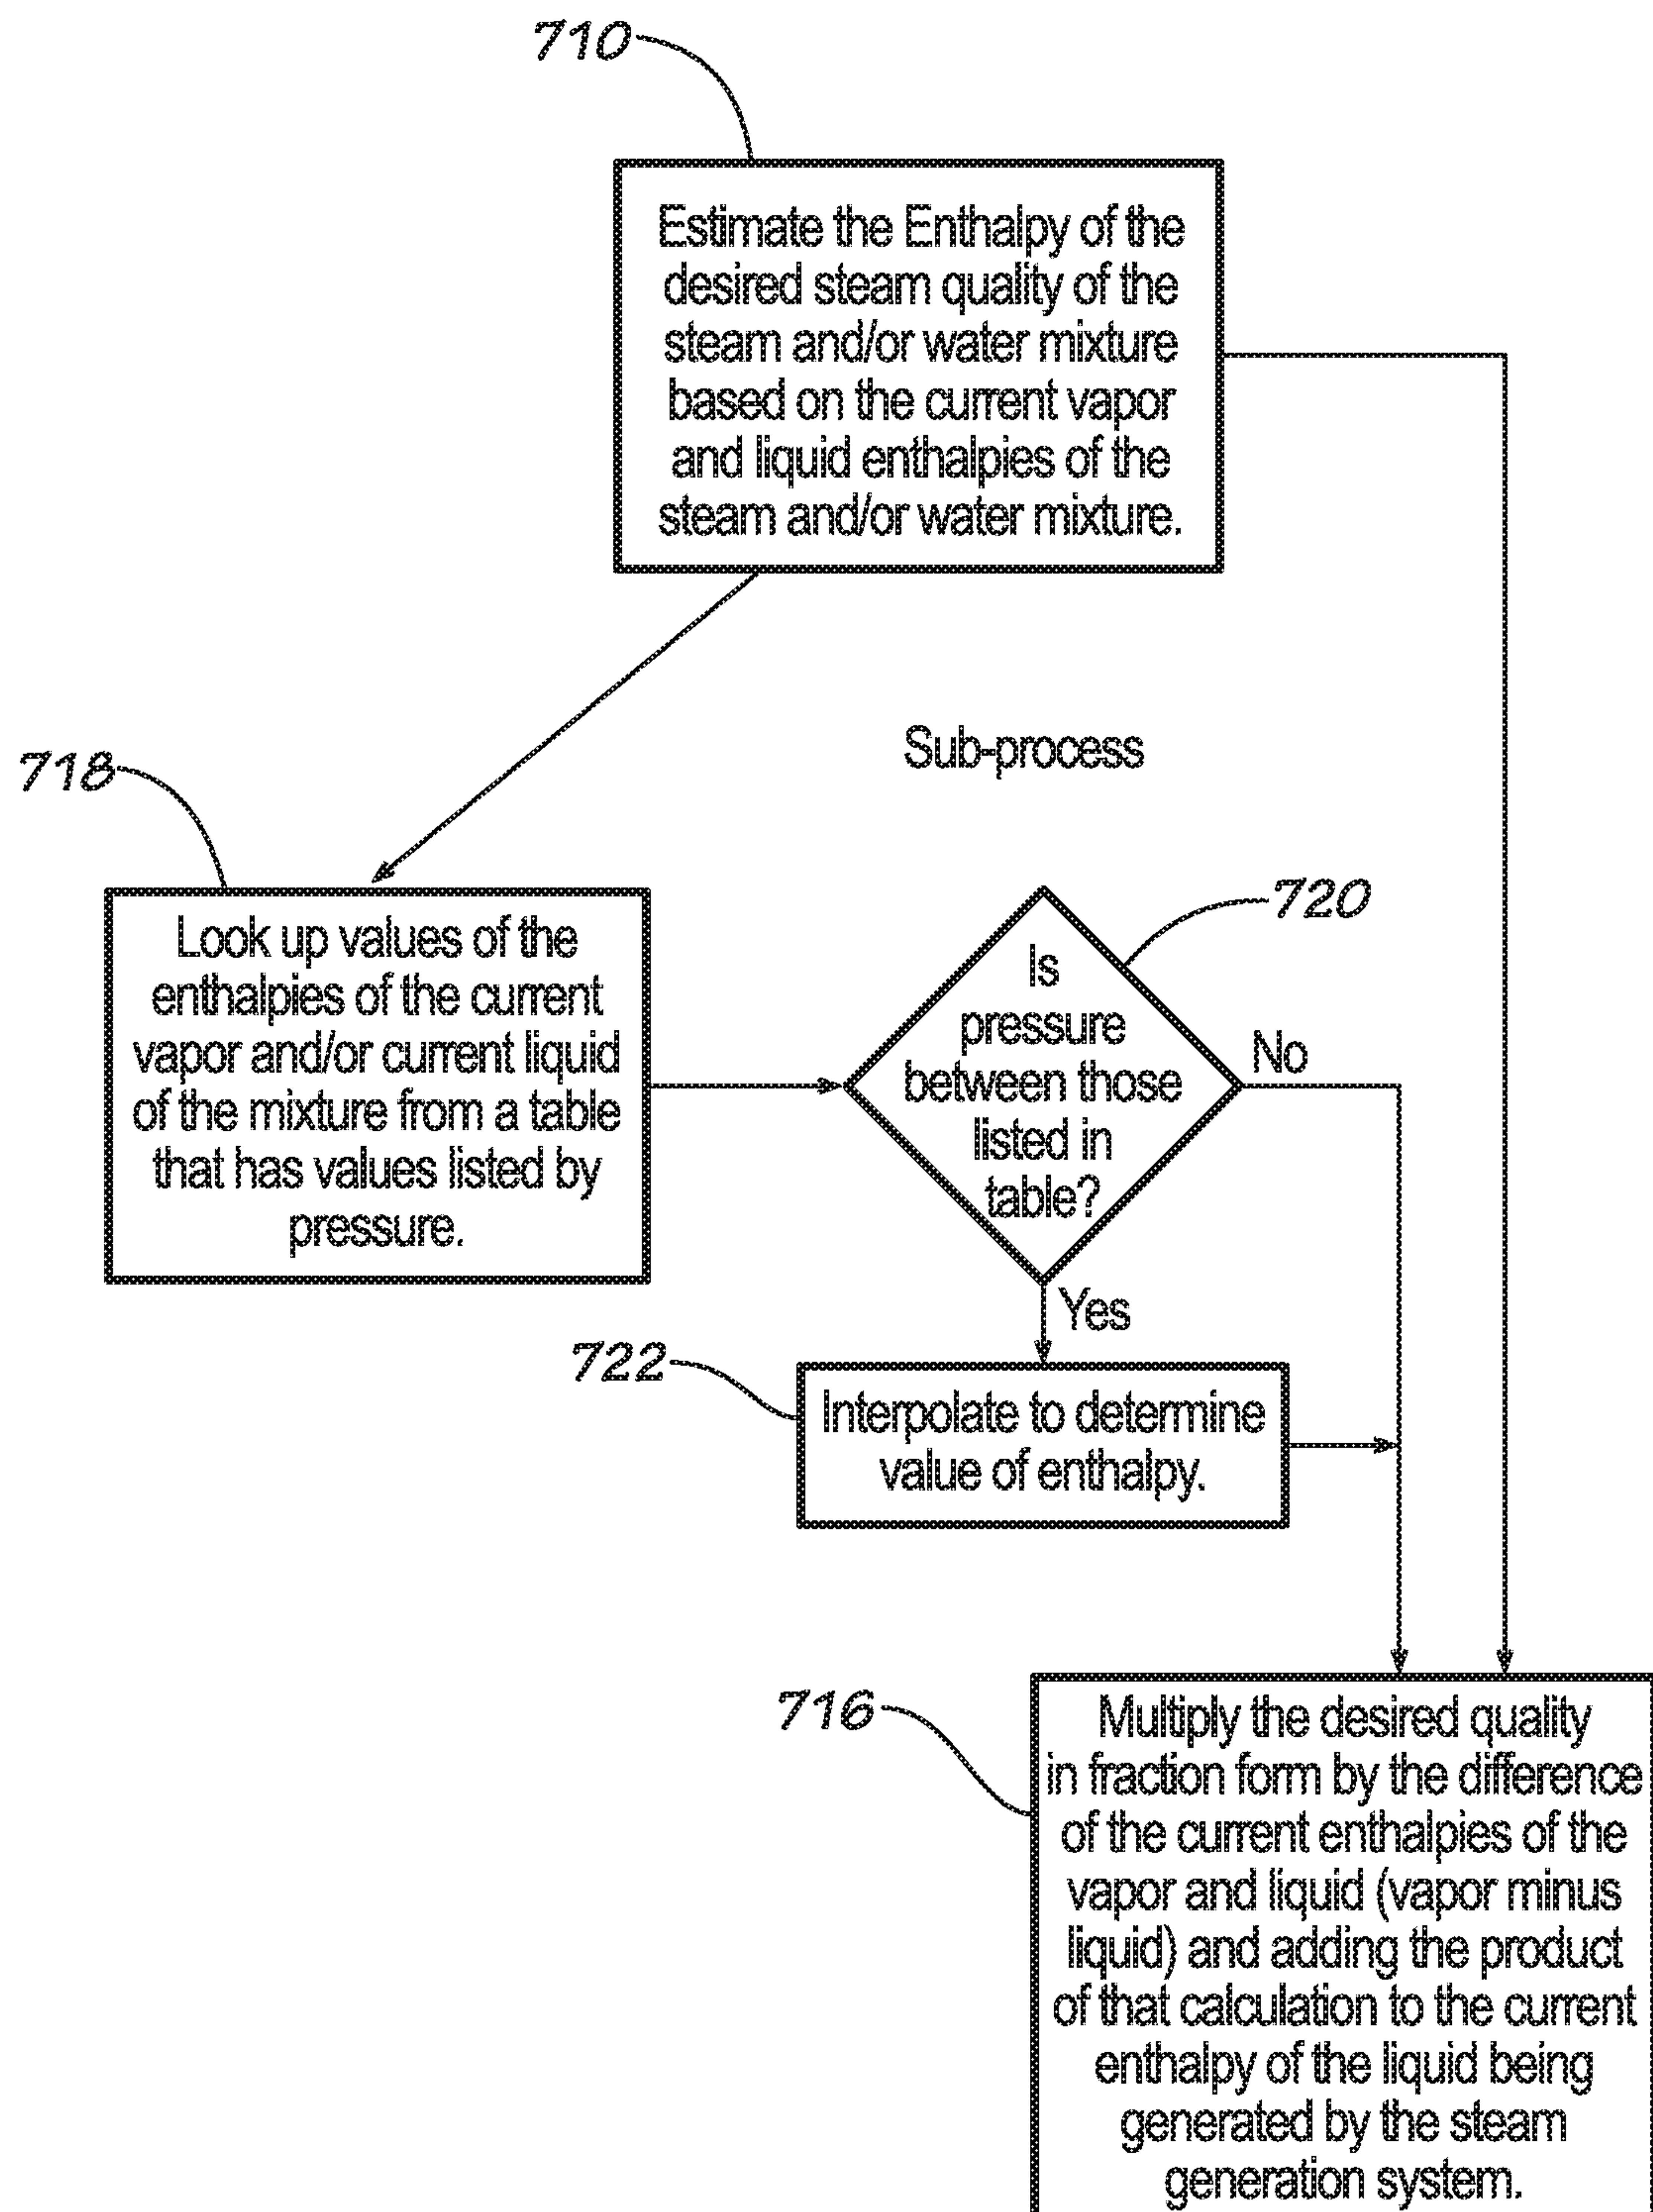 710
Estimate the Enthalpy of the
desired steam quality of the
steam and/or water mixture
based on the current vapor
and liquid enthalpies of the
steam and/or water mixture.
Sub-process
718
Look up values of the
enthalpies of the current
vapor and/or current liquid
of the mixture from a table
that has values listed by
pressure.
720
Is
pressure
between those
listed in
table?
No
Yes
722
Interpolate to determine
value of enthalpy.
716
Multiply the desired quality
in fraction form by the difference
of the current enthalpies of the
vapor and liquid (vapor minus
liquid) and adding the product
of that calculation to the current
enthalpy of the liquid being
generated by the steam
generation system.